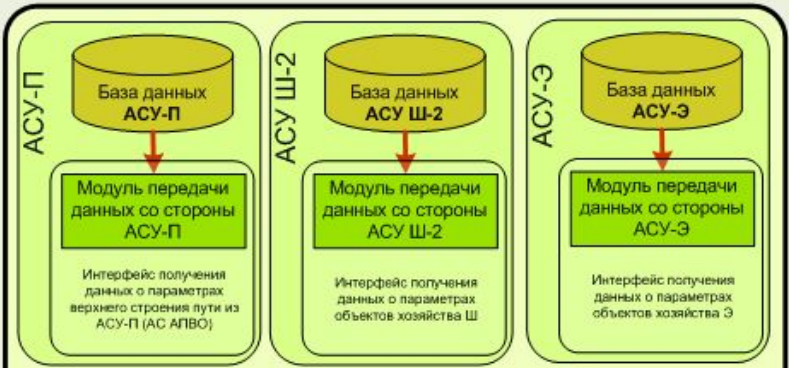 АСУ-П
База данных
АСУ-П
Модуль передачи
данных со стороны
АСУ-П
Интерфейс получения
данных о параметрах
верхнего строения пути из
АСУ-П (АС АПВО)
АСУ Ш-2
База данных
АСУ Ш-2
Модуль передачи
данных со стороны
АСУ Ш-2
Интерфейс получения
данных о параметрах
объектов хозяйства Ш
АСУ-Э
База данных
АСУ-Э
Модуль передачи
данных со стороны
АСУ-Э
Интерфейс получения
данных о параметрах
объектов хозяйства Э